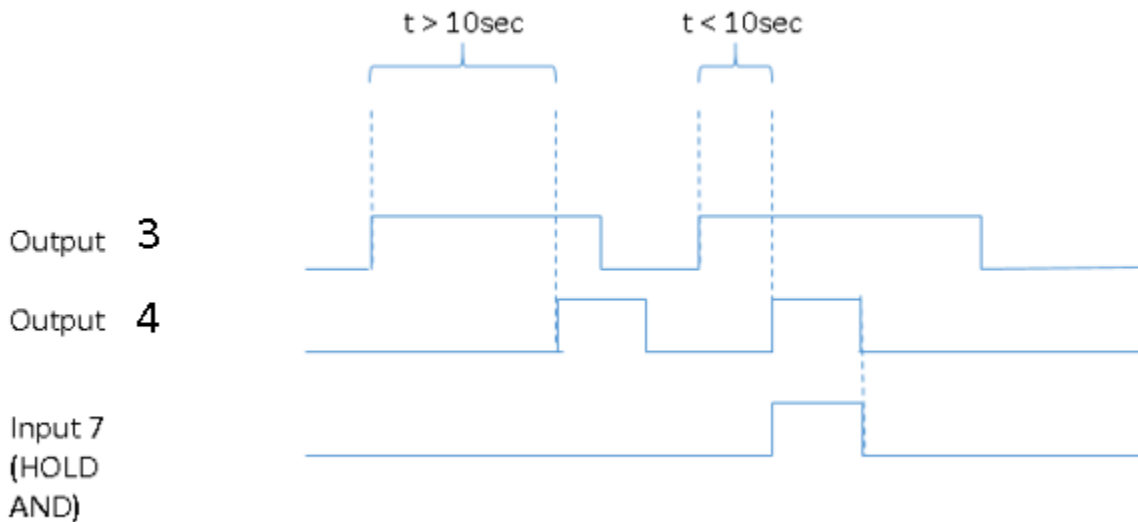 t > 10sec
t < 10sec
Output 3
Output 4
Input 7
(HOLD
AND)